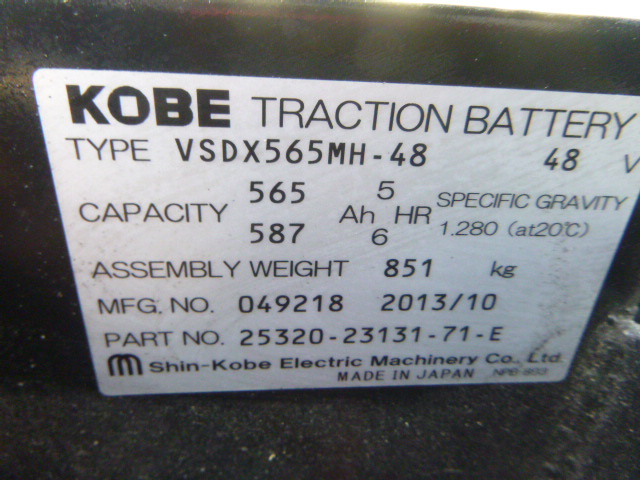 KOBE TRACTION BATTERY
TYPE VSDX565MH-48 48 V
CAPACITY 565 Ah 5 HR SPECIFIC GRAVITY
587 6 1.280 (at20℃)
ASSEMBLY WEIGHT 851 kg
MFG. NO. 049218 2013/10
PART NO. 25320-23131-71-E
Shin-Kobe Electric Machinery Co., Ltd.
MADE IN JAPAN